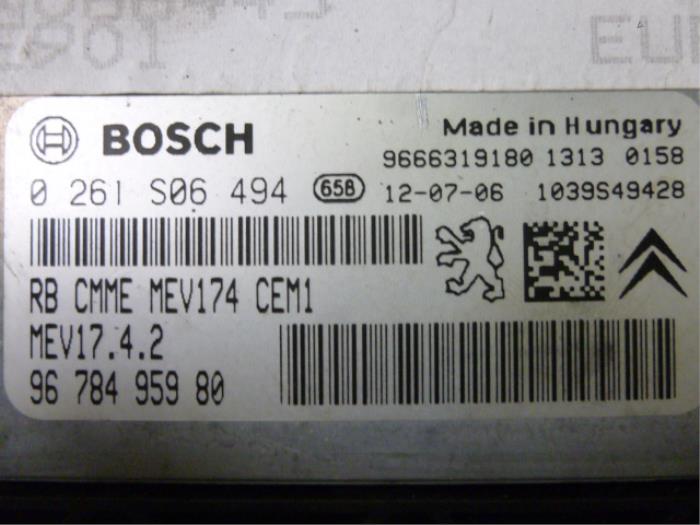 BOSCH
Made in Hungary
9666319180 1313 0158
0 261 S06 494 658 12-07-06 1039S49428
RB CMME MEV174 CEM1
MEV17.4.2
96 784 959 80